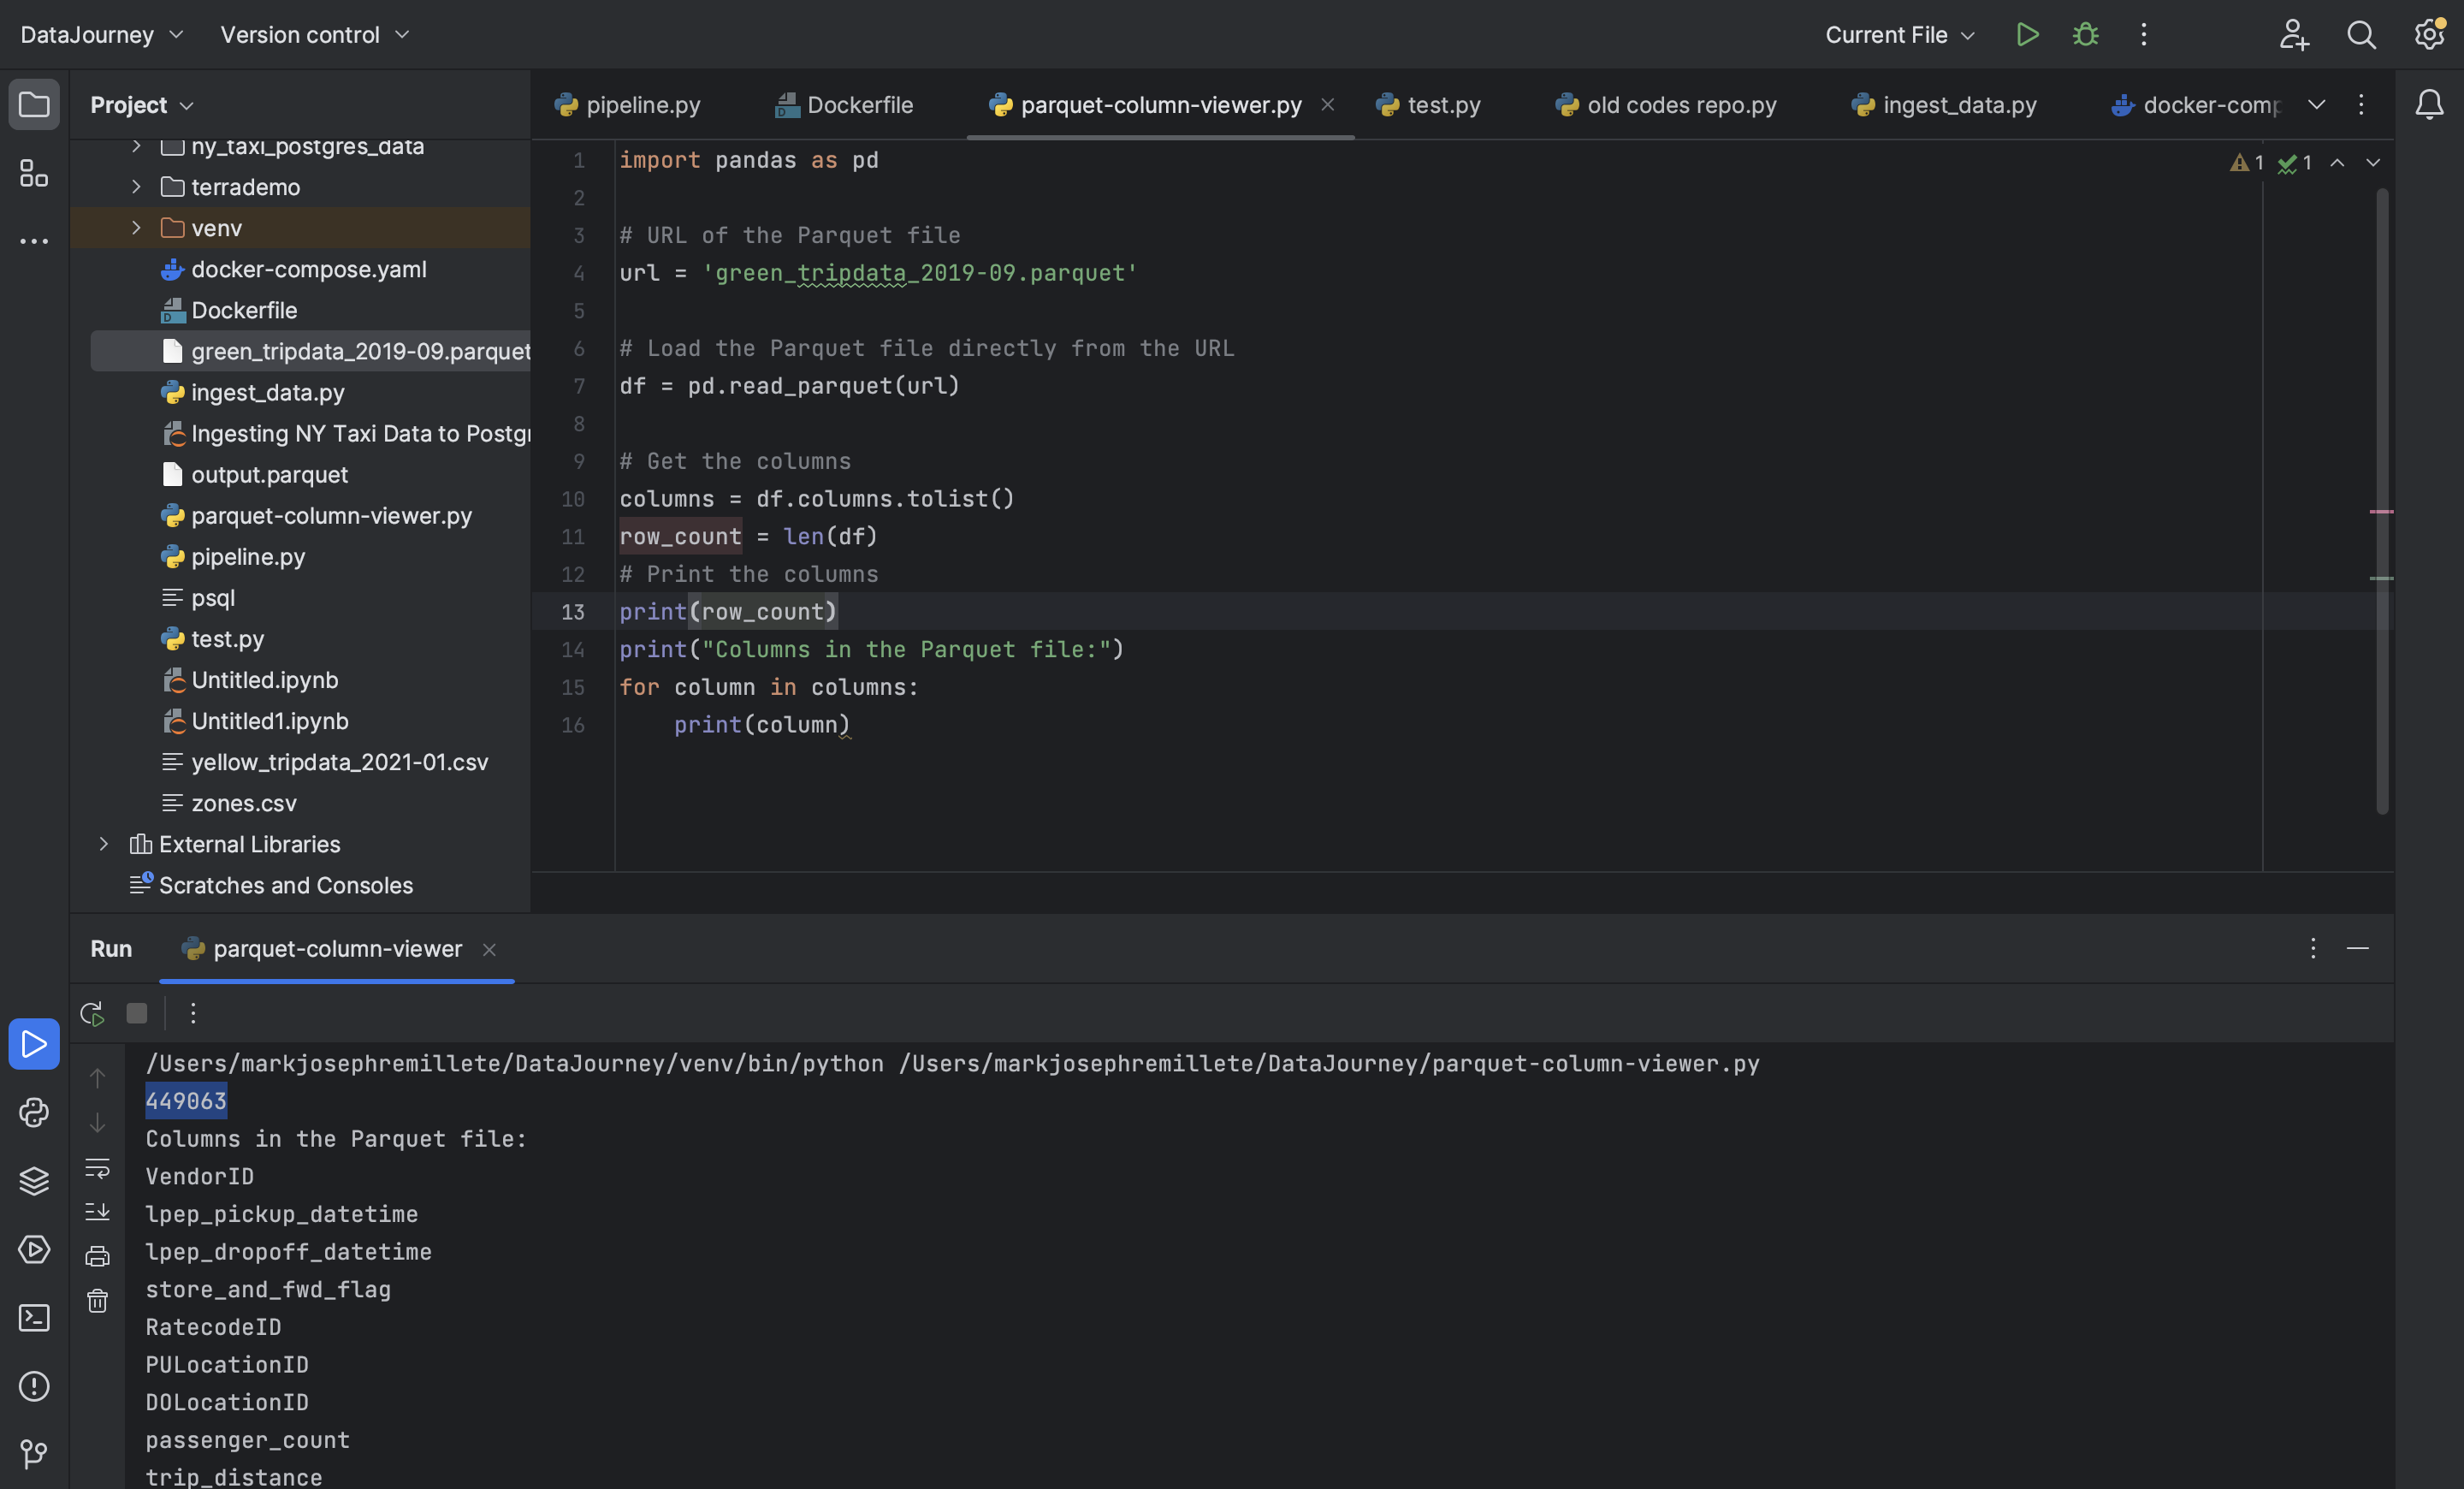 DataJourney Version control Current File
Project
pipeline.py Dockerfile parquet-column-viewer.py test.py old codes repo.py ingest_data.py docker-comp
ny_taxi_postgres_data
terrademo
venv
docker-compose.yaml
Dockerfile
green_tripdata_2019-09.parquet
ingest_data.py
Ingesting NY Taxi Data to Postgr
output.parquet
parquet-column-viewer.py
pipeline.py
psql
test.py
Untitled.ipynb
Untitled1.ipynb
yellow_tripdata_2021-01.csv
zones.csv
External Libraries
Scratches and Consoles
1 import pandas as pd
2
3 # URL of the Parquet file
4 url = 'green_tripdata_2019-09.parquet'
5
6 # Load the Parquet file directly from the URL
7 df = pd.read_parquet(url)
8
9 # Get the columns
10 columns = df.columns.tolist()
11 row_count = len(df)
12 # Print the columns
13 print(row_count)
14 print("Columns in the Parquet file:")
15 for column in columns:
16 print(column)
1 1
Run parquet-column-viewer
/Users/markjosephremillete/DataJourney/venv/bin/python /Users/markjosephremillete/DataJourney/parquet-column-viewer.py
449063
Columns in the Parquet file:
VendorID
lpep_pickup_datetime
lpep_dropoff_datetime
store_and_fwd_flag
RatecodeID
PULocationID
DOLocationID
passenger_count
trip_distance